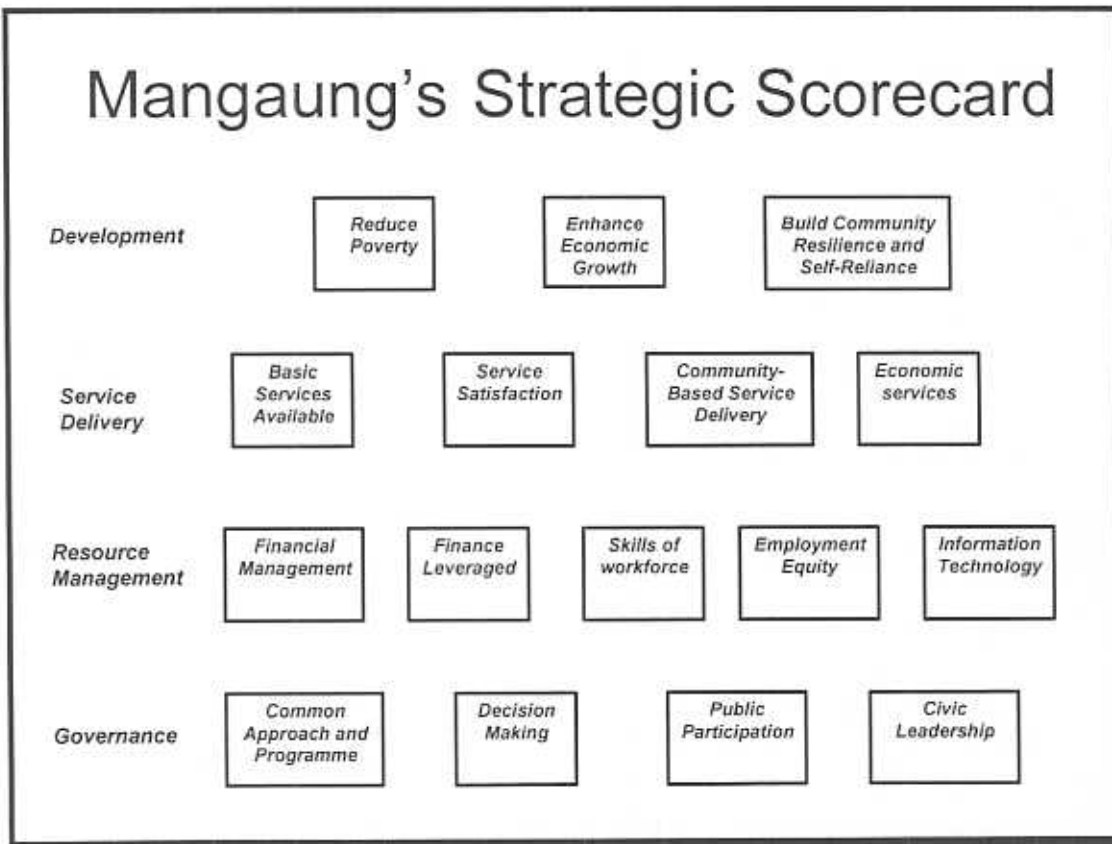 Mangaung's Strategic Scorecard
Development
Reduce
Poverty
Enhance
Economic
Growth
Build Community
Resilience and
Self-Reliance
Service
Delivery
Basic
Services
Available
Service
Satisfaction
Community-
Based Service
Delivery
Economic
services
Resource
Management
Financial
Management
Finance
Leveraged
Skills of
workforce
Employment
Equity
Information
Technology
Governance
Common
Approach and
Programme
Decision
Making
Public
Participation
Civic
Leadership